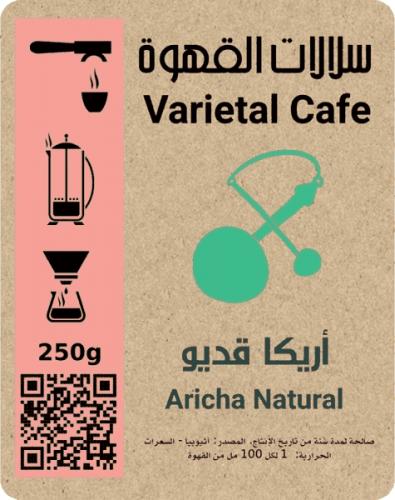 سلالات القهوة
Varietal Cafe
250g
أريكا قديو
Aricha Natural
صالحة لمدة سنة من تاريخ الإنتاج, المصدر: أثيوبيا - السعرات
الحرارية: 1 لكل 100 مل من القهوة